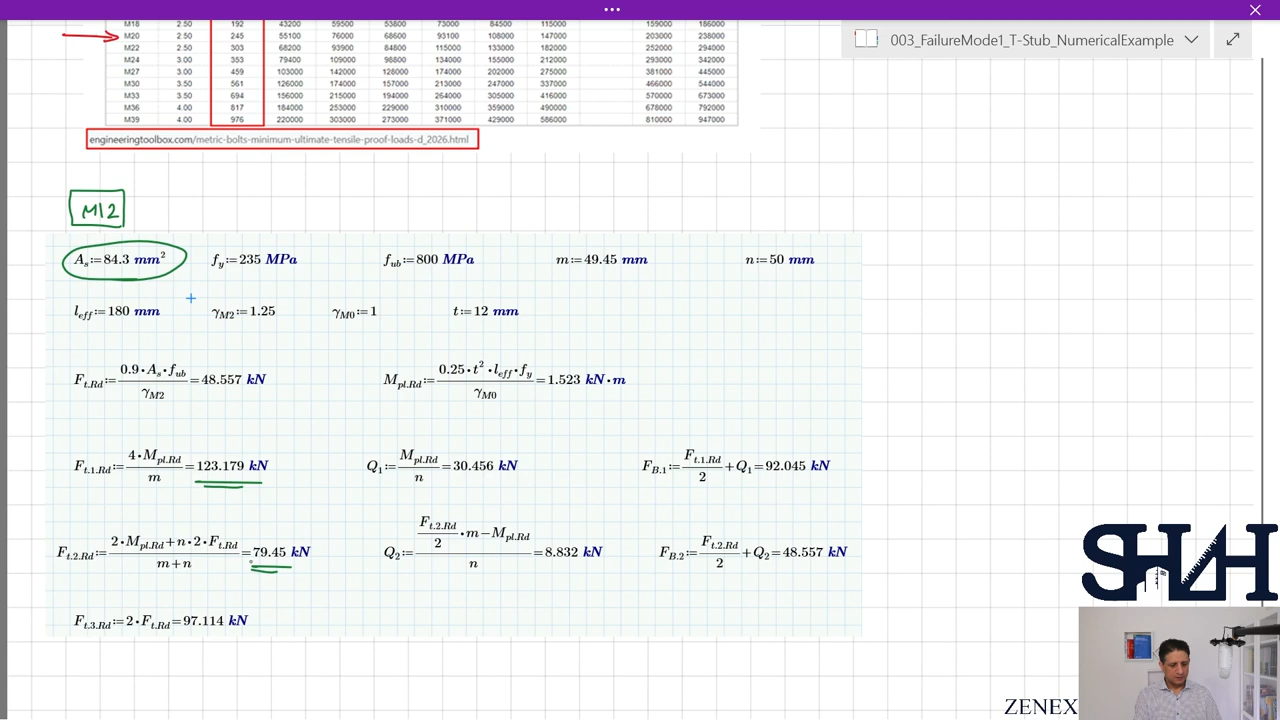 003_FailureMode1_T-Stub_NumericalExample
M18 2.50 192 43200 59500 53800 73000 84500 115000 159000 186000
M20 2.50 245 55100 76000 68600 93100 108000 147000 203000 238000
M22 2.50 303 68200 93900 84800 115000 133000 182000 252000 294000
M24 3.00 353 79400 109000 98800 134000 155000 212000 293000 342000
M27 3.00 459 103000 142000 128000 174000 202000 275000 381000 445000
M30 3.50 561 126000 174000 157000 213000 247000 337000 466000 544000
M33 3.50 694 156000 215000 194000 264000 305000 416000 570000 673000
M36 4.00 817 184000 253000 229000 310000 359000 490000 678000 792000
M39 4.00 976 220000 303000 273000 371000 429000 586000 810000 947000
engineeringtoolbox.com/metric-bolts-minimum-ultimate-tensile-proof-loads-d_2026.html
M12
A_s:=84.3 mm² f_y:=235 MPa f_ub:=800 MPa m:=49.45 mm n:=50 mm
l_eff:=180 mm γ_M2:=1.25 γ_M0:=1 t:=12 mm
F_t.Rd:=(0.9•A_s•f_ub)/γ_M2=48.557 kN M_pl.Rd:=(0.25•t²•l_eff•f_y)/γ_M0=1.523 kN•m
F_t.1.Rd:=(4•M_pl.Rd)/m=123.179 kN Q_1:=M_pl.Rd/n=30.456 kN F_B.1:=F_t.1.Rd/2+Q_1=92.045 kN
F_t.2.Rd:=(2•M_pl.Rd+n•2•F_t.Rd)/(m+n)=79.45 kN Q_2:=(F_t.2.Rd/2•m−M_pl.Rd)/n=8.832 kN F_B.2:=F_t.2.Rd/2+Q_2=48.557 kN
F_t.3.Rd:=2•F_t.Rd=97.114 kN
ZENEX